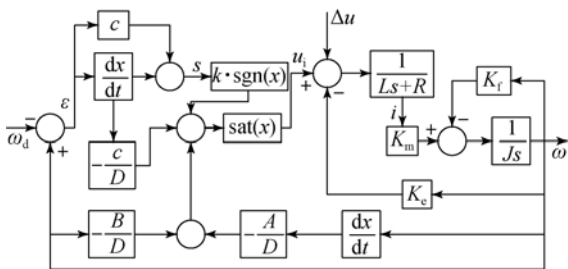 Δu
c
s
k·sgn(x)
u_i
1/(Ls+R)
K_f
ε
dx/dt
ω_d
−
+
sat(x)
+
−
i
K_m
+
−
1/(Js)
ω
−c/D
K_e
−B/D
−A/D
dx/dt